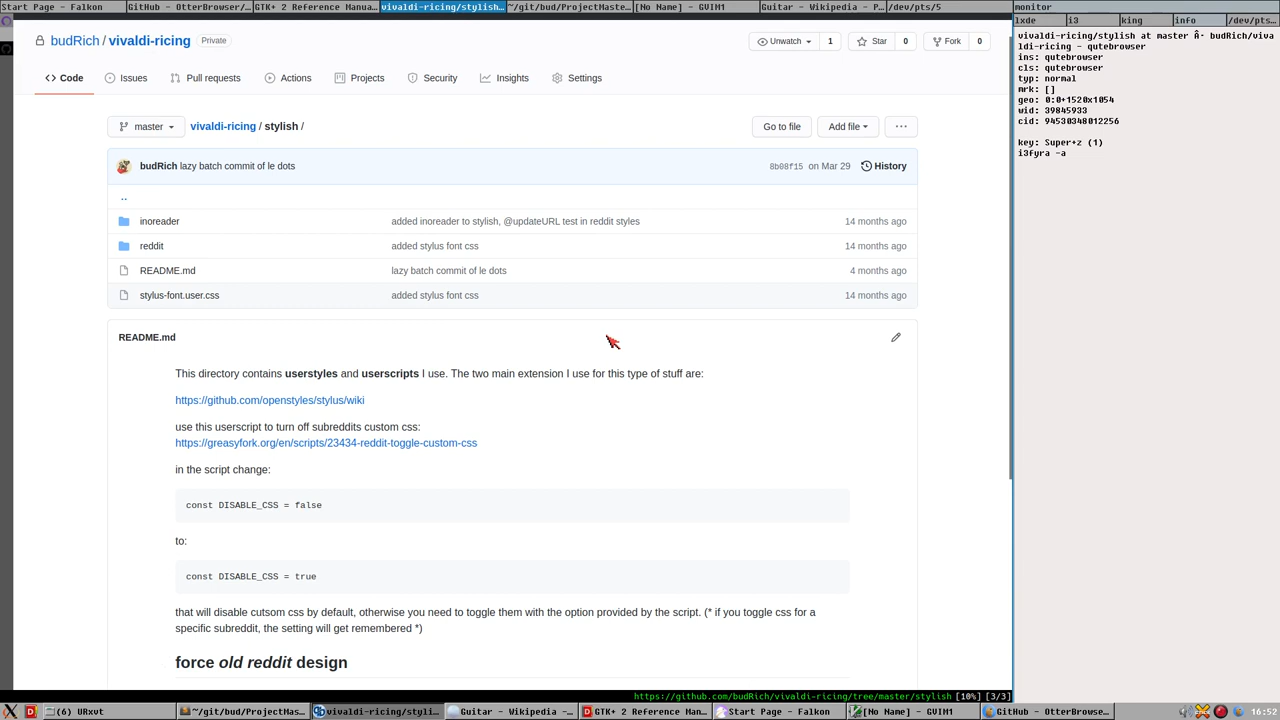 Start Page - Falkon
GitHub - OtterBrowser/...
GTK+ 2 Reference Manua...
vivaldi-ricing/stylish...
~/git/bud/ProjectMaste...
[No Name] - GVIM1
Guitar - Wikipedia - P...
/dev/pts/5
monitor
lxde
i3
king
info
/dev/pts...
budRich / vivaldi-ricing
Private
Unwatch
1
Star
0
Fork
0
Code
Issues
Pull requests
Actions
Projects
Security
Insights
Settings
master
vivaldi-ricing / stylish /
Go to file
Add file
...
budRich lazy batch commit of le dots
8b08f15 on Mar 29
History
..
inoreader
added inoreader to stylish, @updateURL test in reddit styles
14 months ago
reddit
added stylus font css
14 months ago
README.md
lazy batch commit of le dots
4 months ago
stylus-font.user.css
added stylus font css
14 months ago
README.md
This directory contains userstyles and userscripts I use. The two main extension I use for this type of stuff are:
https://github.com/openstyles/stylus/wiki
use this userscript to turn off subreddits custom css:
https://greasyfork.org/en/scripts/23434-reddit-toggle-custom-css
in the script change:
const DISABLE_CSS = false
to:
const DISABLE_CSS = true
that will disable cutsom css by default, otherwise you need to toggle them with the option provided by the script. (* if you toggle css for a
specific subreddit, the setting will get remembered *)
force old reddit design
https://github.com/budRich/vivaldi-ricing/tree/master/stylish [10%] [3/3]
vivaldi-ricing/stylish at master Â· budRich/viva
ldi-ricing - qutebrowser
ins: qutebrowser
cls: qutebrowser
typ: normal
mrk: []
geo: 0:0+1520x1054
wid: 39845933
cid: 94530348012256
key: Super+z (1)
i3fyra -a
(6) URxvt
~/git/bud/ProjectMas...
vivaldi-ricing/styli...
Guitar - Wikipedia -...
GTK+ 2 Reference Man...
Start Page - Falkon
[No Name] - GVIM1
GitHub - OtterBrowse...
16:52